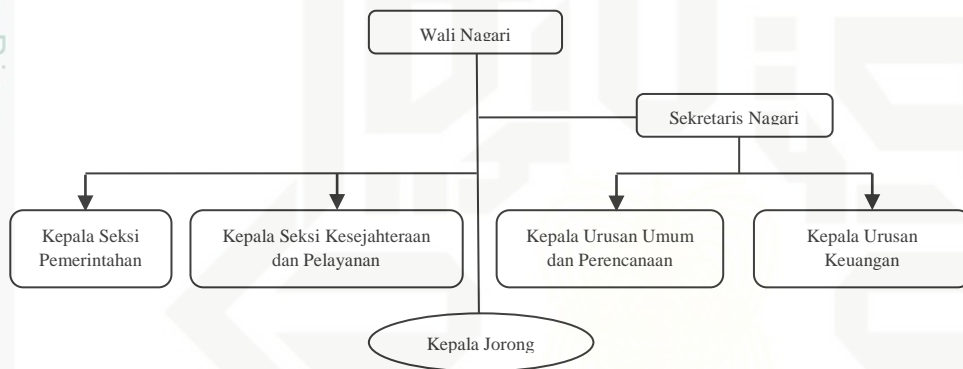 Wali Nagari
Sekretaris Nagari
Kepala Seksi
Pemerintahan
Kepala Seksi Kesejahteraan
dan Pelayanan
Kepala Urusan Umum
dan Perencanaan
Kepala Urusan
Keuangan
Kepala Jorong